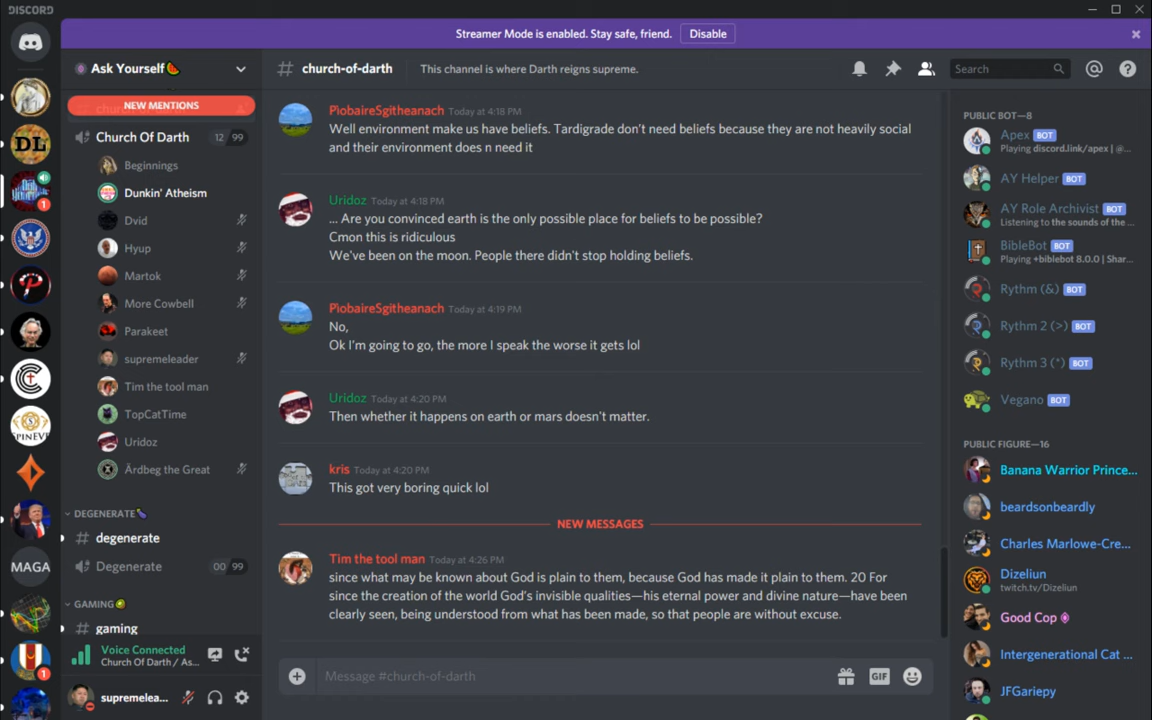 DISCORD
Streamer Mode is enabled. Stay safe, friend. Disable
Ask Yourself🍉
# church-of-darth
This channel is where Darth reigns supreme.
Search
NEW MENTIONS
Church Of Darth 12 99
Beginnings
Dunkin' Atheism
Dvid
Hyup
Martok
More Cowbell
Parakeet
supremeleader
Tim the tool man
TopCatTime
Uridoz
Ardbeg the Great
DEGENERATE🍆
# degenerate
Degenerate 00 99
GAMING
# gaming
Voice Connected
Church Of Darth / As...
supremelea...
DL
MAGA
1
1
PiobaireSgitheanach Today at 4:18 PM
Well environment make us have beliefs. Tardigrade don't need beliefs because they are not heavily social
and their environment does n need it
Uridoz Today at 4:18 PM
... Are you convinced earth is the only possible place for beliefs to be possible?
Cmon this is ridiculous
We've been on the moon. People there didn't stop holding beliefs.
PiobaireSgitheanach Today at 4:19 PM
No,
Ok I'm going to go, the more I speak the worse it gets lol
Uridoz Today at 4:20 PM
Then whether it happens on earth or mars doesn't matter.
kris Today at 4:20 PM
This got very boring quick lol
NEW MESSAGES
Tim the tool man Today at 4:26 PM
since what may be known about God is plain to them, because God has made it plain to them. 20 For
since the creation of the world God's invisible qualities—his eternal power and divine nature—have been
clearly seen, being understood from what has been made, so that people are without excuse.
Message #church-of-darth
GIF
PUBLIC BOT—8
Apex BOT
Playing discord.link/apex | @...
AY Helper BOT
AY Role Archivist BOT
Listening to the sounds of the ...
BibleBot BOT
Playing +biblebot 8.0.0 | Shar...
Rythm (&) BOT
Rythm 2 (>) BOT
Rythm 3 (*) BOT
Vegano BOT
PUBLIC FIGURE—16
Banana Warrior Prince...
beardsonbeardly
Charles Marlowe-Cre...
Dizeliun
twitch.tv/Dizeliun
Good Cop
Intergenerational Cat ...
JFGariepy